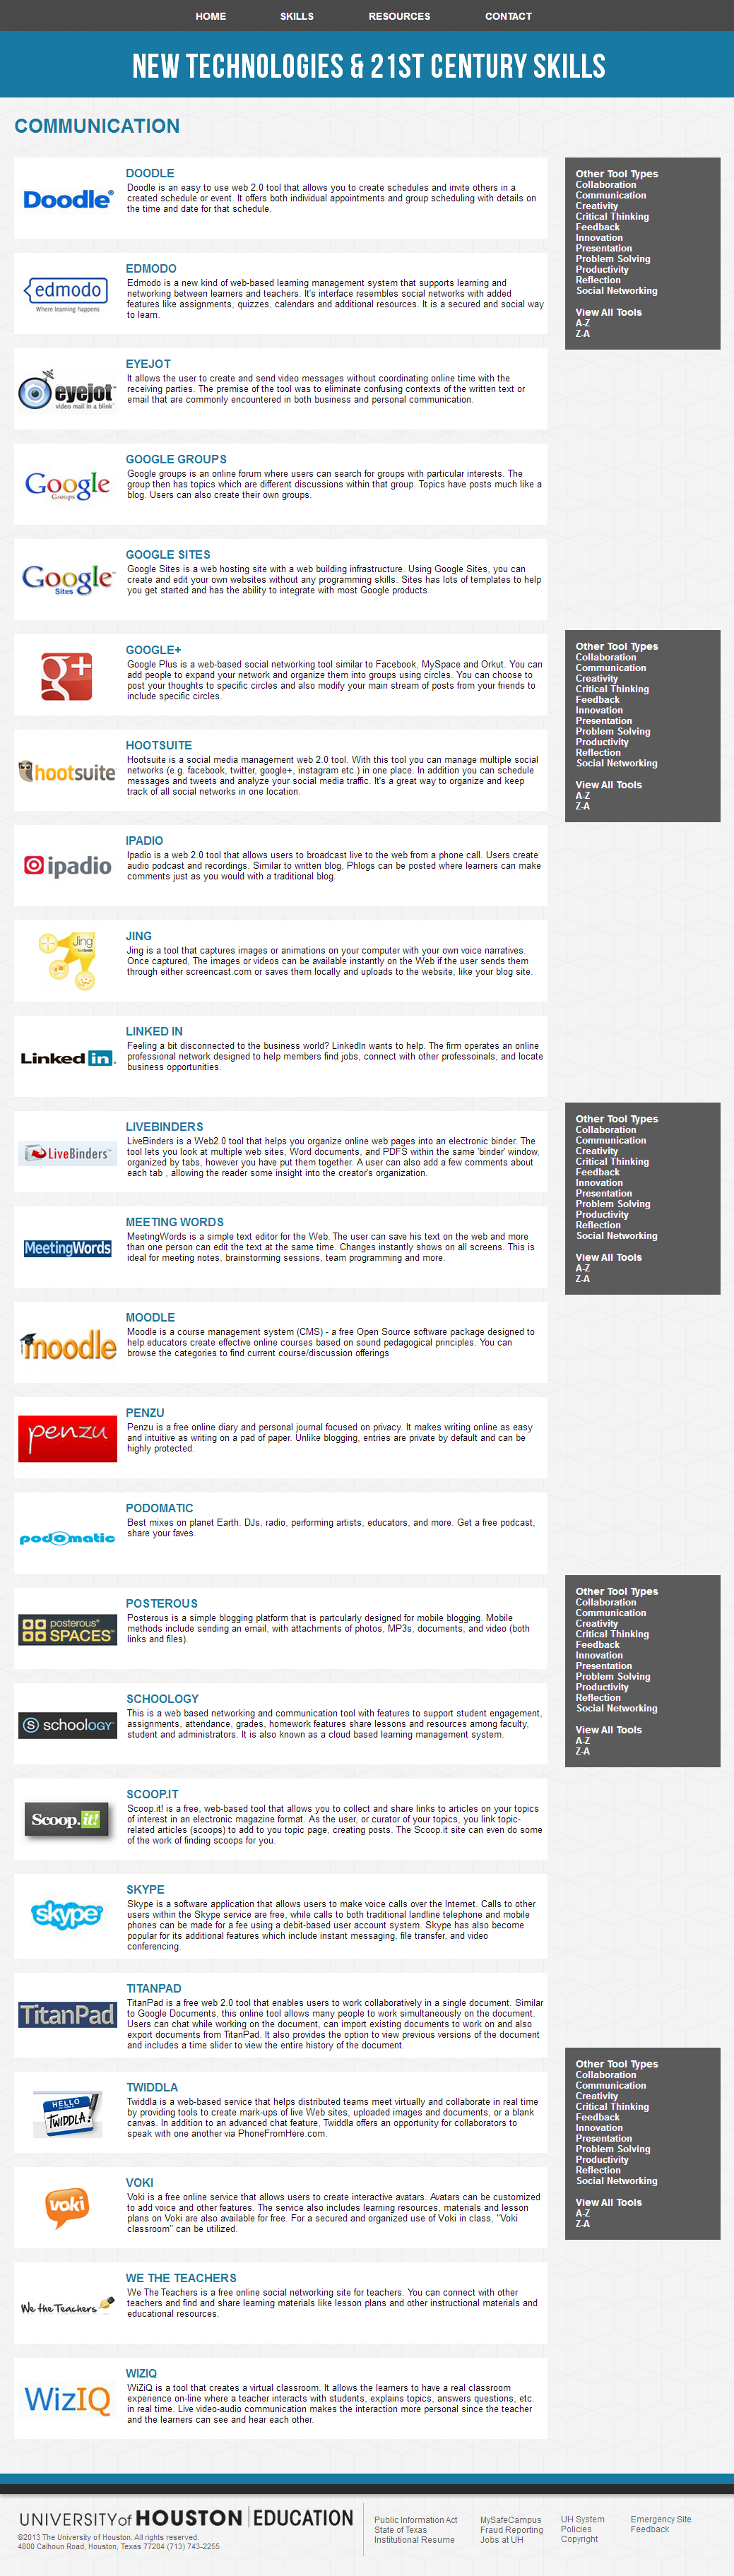 HOME SKILLS RESOURCES CONTACT
NEW TECHNOLOGIES & 21ST CENTURY SKILLS
COMMUNICATION
Doodle
DOODLE
Doodle is an easy to use web 2.0 tool that allows you to create schedules and invite others in a
created schedule or event. It offers both individual appointments and group scheduling with details on
the time and date for that schedule.
Other Tool Types
Collaboration
Communication
Creativity
Critical Thinking
Feedback
Innovation
Presentation
Problem Solving
Productivity
Reflection
Social Networking
View All Tools
A-Z
Z-A
edmodo
Where learning happens
EDMODO
Edmodo is a new kind of web-based learning management system that supports learning and
networking between learners and teachers. It's interface resembles social networks with added
features like assignments, quizzes, calendars and additional resources. It is a secured and social way
to learn.
eyejot
video mail in a blink
EYEJOT
It allows the user to create and send video messages without coordinating online time with the
receiving parties. The premise of the tool was to eliminate confusing contexts of the written text or
email that are commonly encountered in both business and personal communication.
Google
Groups
GOOGLE GROUPS
Google groups is an online forum where users can search for groups with particular interests. The
group then has topics which are different discussions within that group. Topics have posts much like a
blog. Users can also create their own groups.
Google
Sites
GOOGLE SITES
Google Sites is a web hosting site with a web building infrastructure. Using Google Sites, you can
create and edit your own websites without any programming skills. Sites has lots of templates to help
you get started and has the ability to integrate with most Google products.
g+
GOOGLE+
Google Plus is a web-based social networking tool similar to Facebook, MySpace and Orkut. You can
add people to expand your network and organize them into groups using circles. You can choose to
post your thoughts to specific circles and also modify your main stream of posts from your friends to
include specific circles.
Other Tool Types
Collaboration
Communication
Creativity
Critical Thinking
Feedback
Innovation
Presentation
Problem Solving
Productivity
Reflection
Social Networking
View All Tools
A-Z
Z-A
hootsuite
HOOTSUITE
Hootsuite is a social media management web 2.0 tool. With this tool you can manage multiple social
networks (e.g. facebook, twitter, google+, instagram etc.) in one place. In addition you can schedule
messages and tweets and analyze your social media traffic. It's a great way to organize and keep
track of all social networks in one location.
ipadio
IPADIO
Ipadio is a web 2.0 tool that allows users to broadcast live to the web from a phone call. Users create
audio podcast and recordings. Similar to written blog, Phlogs can be posted where learners can make
comments just as you would with a traditional blog.
Jing
JING
Jing is a tool that captures images or animations on your computer with your own voice narratives.
Once captured, The images or videos can be available instantly on the Web if the user sends them
through either screencast.com or saves them locally and uploads to the website, like your blog site.
Linked in
LINKED IN
Feeling a bit disconnected to the business world? LinkedIn wants to help. The firm operates an online
professional network designed to help members find jobs, connect with other professoinals, and locate
business opportunities.
LiveBinders
LIVEBINDERS
LiveBinders is a Web2.0 tool that helps you organize online web pages into an electronic binder. The
tool lets you look at multiple web sites, Word documents, and PDFS within the same 'binder' window,
organized by tabs, however you have put them together. A user can also add a few comments about
each tab , allowing the reader some insight into the creator's organization.
Other Tool Types
Collaboration
Communication
Creativity
Critical Thinking
Feedback
Innovation
Presentation
Problem Solving
Productivity
Reflection
Social Networking
View All Tools
A-Z
Z-A
MeetingWords
MEETING WORDS
MeetingWords is a simple text editor for the Web. The user can save his text on the web and more
than one person can edit the text at the same time. Changes instantly shows on all screens. This is
ideal for meeting notes, brainstorming sessions, team programming and more.
moodle
MOODLE
Moodle is a course management system (CMS) - a free Open Source software package designed to
help educators create effective online courses based on sound pedagogical principles. You can
browse the categories to find current course/discussion offerings
penzu
PENZU
Penzu is a free online diary and personal journal focused on privacy. It makes writing online as easy
and intuitive as writing on a pad of paper. Unlike blogging, entries are private by default and can be
highly protected.
podomatic
PODOMATIC
Best mixes on planet Earth. DJs, radio, performing artists, educators, and more. Get a free podcast,
share your faves.
posterous
SPACES
POSTEROUS
Posterous is a simple blogging platform that is partcularly designed for mobile blogging. Mobile
methods include sending an email, with attachments of photos, MP3s, documents, and video (both
links and files).
Other Tool Types
Collaboration
Communication
Creativity
Critical Thinking
Feedback
Innovation
Presentation
Problem Solving
Productivity
Reflection
Social Networking
View All Tools
A-Z
Z-A
schoology
SCHOOLOGY
This is a web based networking and communication tool with features to support student engagement,
assignments, attendance, grades, homework features share lessons and resources among faculty,
student and administrators. It is also known as a cloud based learning management system.
Scoop.it!
SCOOP.IT
Scoop.it! is a free, web-based tool that allows you to collect and share links to articles on your topics
of interest in an electronic magazine format. As the user, or curator of your topics, you link topic-
related articles (scoops) to add to you topic page, creating posts. The Scoop.it site can even do some
of the work of finding scoops for you.
skype
SKYPE
Skype is a software application that allows users to make voice calls over the Internet. Calls to other
users within the Skype service are free, while calls to both traditional landline telephone and mobile
phones can be made for a fee using a debit-based user account system. Skype has also become
popular for its additional features which include instant messaging, file transfer, and video
conferencing.
TitanPad
TITANPAD
TitanPad is a free web 2.0 tool that enables users to work collaboratively in a single document. Similar
to Google Documents, this online tool allows many people to work simultaneously on the document.
Users can chat while working on the document, can import existing documents to work on and also
export documents from TitanPad. It also provides the option to view previous versions of the document
and includes a time slider to view the entire history of the document.
Other Tool Types
Collaboration
Communication
Creativity
Critical Thinking
Feedback
Innovation
Presentation
Problem Solving
Productivity
Reflection
Social Networking
View All Tools
A-Z
Z-A
HELLO
TWIDDLA!
TWIDDLA
Twiddla is a web-based service that helps distributed teams meet virtually and collaborate in real time
by providing tools to create mark-ups of live Web sites, uploaded images and documents, or a blank
canvas. In addition to an advanced chat feature, Twiddla offers an opportunity for collaborators to
speak with one another via PhoneFromHere.com.
voki
VOKI
Voki is a free online service that allows users to create interactive avatars. Avatars can be customized
to add voice and other features. The service also includes learning resources, materials and lesson
plans on Voki are also available for free. For a secured and organized use of Voki in class, "Voki
classroom" can be utilized.
We the Teachers
WE THE TEACHERS
We The Teachers is a free online social networking site for teachers. You can connect with other
teachers and find and share learning materials like lesson plans and other instructional materials and
educational resources.
WizIQ
WIZIQ
WiZiQ is a tool that creates a virtual classroom. It allows the learners to have a real classroom
experience on-line where a teacher interacts with students, explains topics, answers questions, etc.
in real time. Live video-audio communication makes the interaction more personal since the teacher
and the learners can see and hear each other.
UNIVERSITY of HOUSTON | EDUCATION
©2013 The University of Houston. All rights reserved.
4800 Calhoun Road, Houston, Texas 77204 (713) 743-2255
Public Information Act
State of Texas
Institutional Resume
MySafeCampus
Fraud Reporting
Jobs at UH
UH System
Policies
Copyright
Emergency Site
Feedback